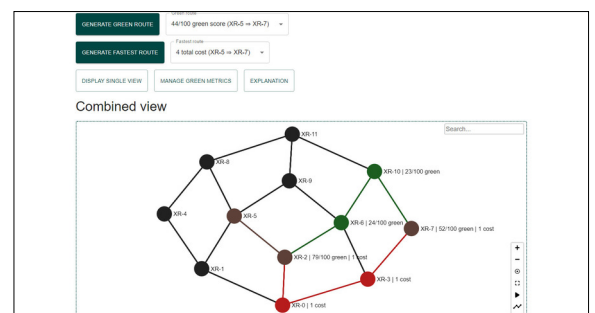 Green route
GENERATE GREEN ROUTE
44/100 green score (XR-5 ⇒ XR-7)
Fastest route
GENERATE FASTEST ROUTE
4 total cost (XR-5 ⇒ XR-7)
DISPLAY SINGLE VIEW
MANAGE GREEN METRICS
EXPLANATION
Combined view
Search...
XR-11
XR-8
XR-10 | 23/100 green
XR-9
XR-4
XR-5
XR-6 | 24/100 green
XR-7 | 52/100 green | 1 cost
XR-2 | 79/100 green | 1 cost
XR-1
XR-3 | 1 cost
XR-0 | 1 cost